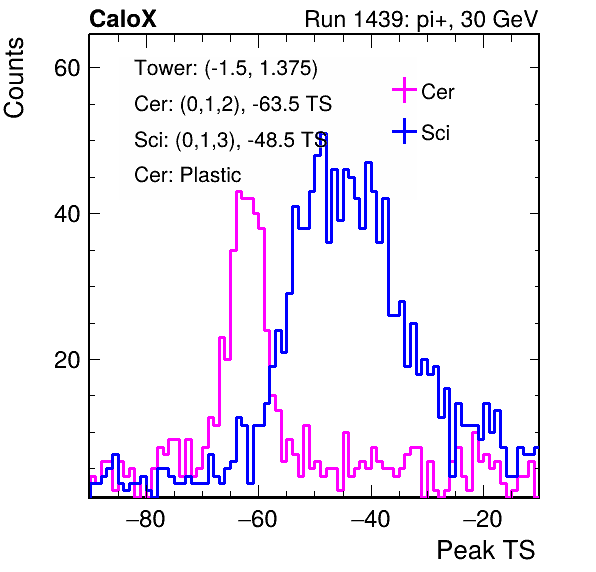 CaloX Run 1439: pi+, 30 GeV
Counts
60
40
20
Tower: (-1.5, 1.375)
Cer: (0,1,2), -63.5 TS
Sci: (0,1,3), -48.5 TS
Cer: Plastic
Cer
Sci
−80 −60 −40 −20
Peak TS